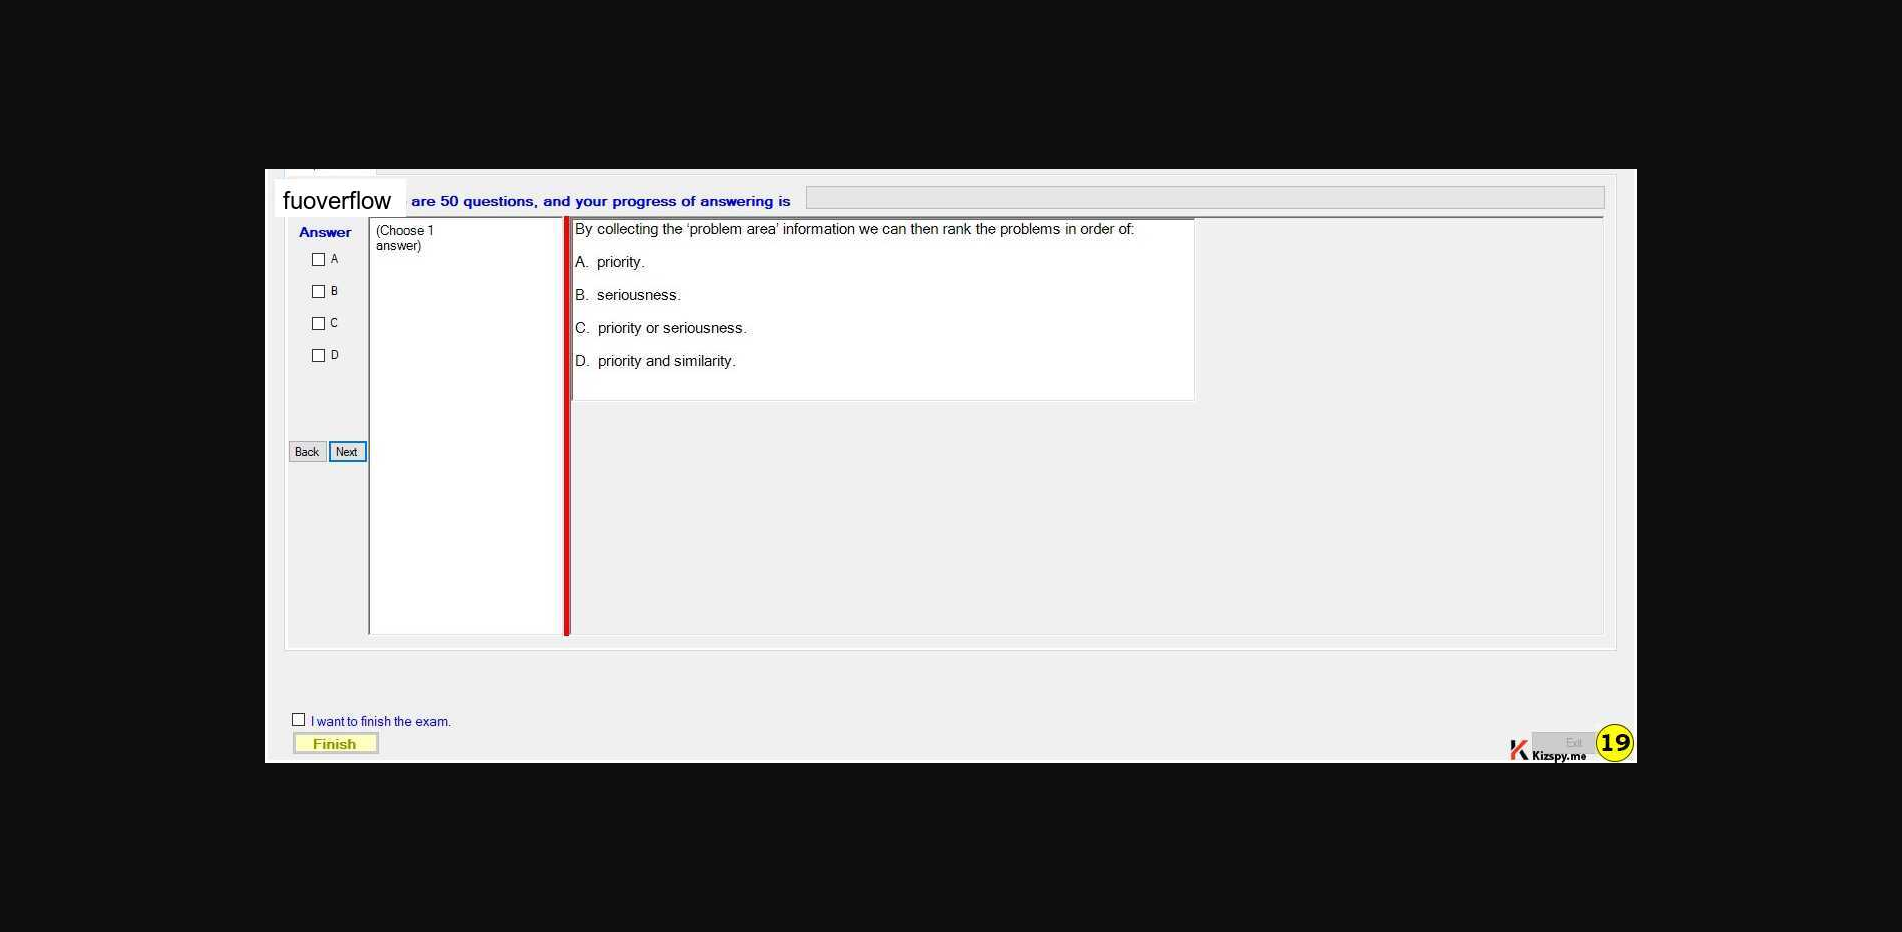 fuoverflow are 50 questions, and your progress of answering is
Answer
(Choose 1
answer)
A
B
C
D
Back Next
By collecting the ‘problem area’ information we can then rank the problems in order of:
A. priority.
B. seriousness.
C. priority or seriousness.
D. priority and similarity.
I want to finish the exam.
Finish
Exit
Kizspy.me
19